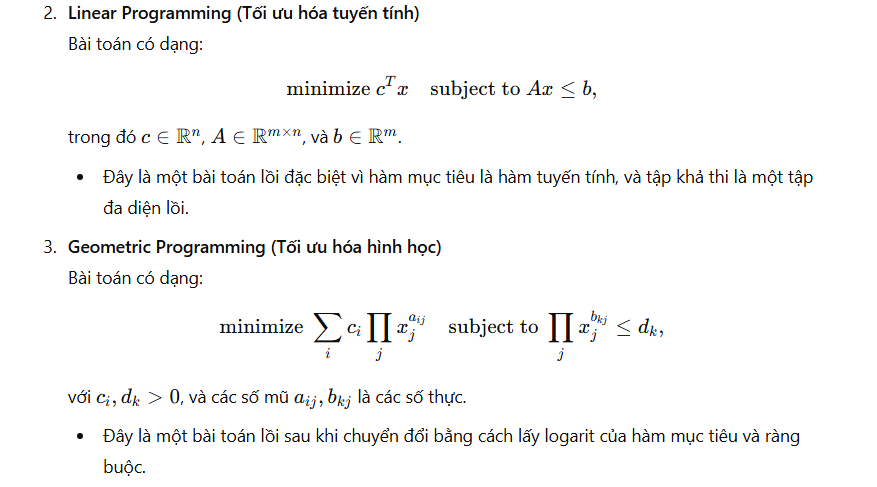 2. Linear Programming (Tối ưu hóa tuyến tính)
Bài toán có dạng:
minimize c^T x subject to Ax ≤ b,
trong đó c ∈ ℝ^n, A ∈ ℝ^{m×n}, và b ∈ ℝ^m.
• Đây là một bài toán lồi đặc biệt vì hàm mục tiêu là hàm tuyến tính, và tập khả thi là một tập
đa diện lồi.
3. Geometric Programming (Tối ưu hóa hình học)
Bài toán có dạng:
minimize ∑_i c_i ∏_j x_j^{a_{ij}} subject to ∏_j x_j^{b_{kj}} ≤ d_k,
với c_i, d_k > 0, và các số mũ a_{ij}, b_{kj} là các số thực.
• Đây là một bài toán lồi sau khi chuyển đổi bằng cách lấy logarit của hàm mục tiêu và ràng
buộc.